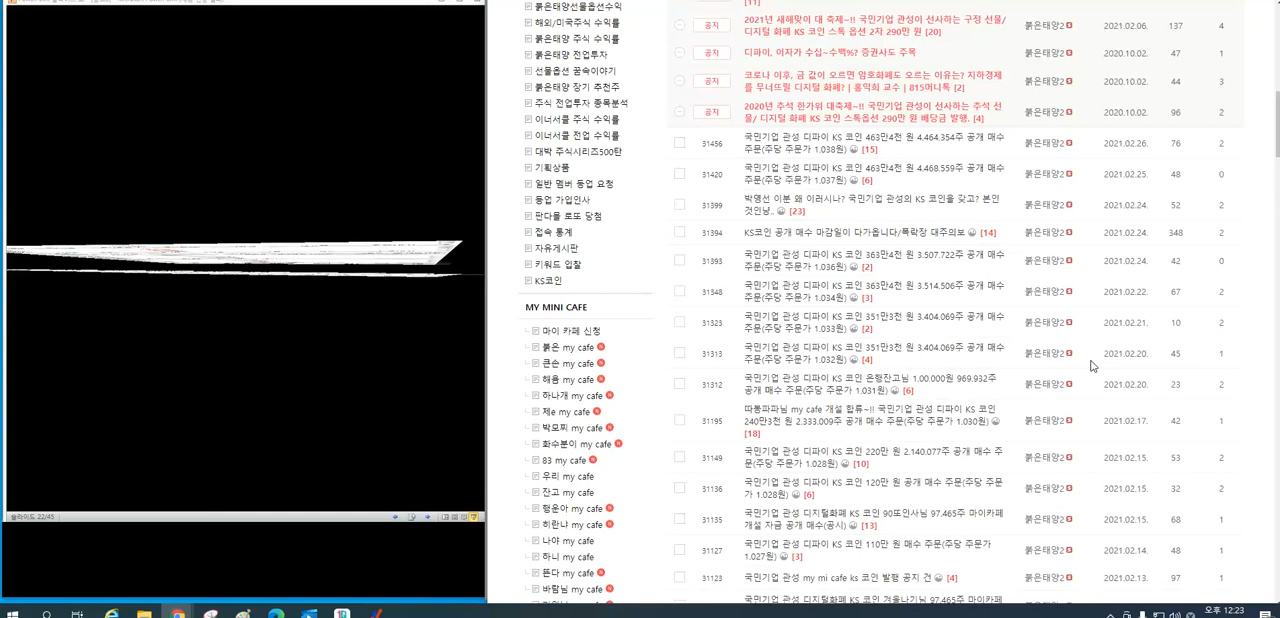 슬라이드 22/45
붉은태양선물옵션수익
해외/미국주식 수익률
붉은태양 주식 수익률
붉은태양 전업투자
선물옵션 꿈속이야기
붉은태양 장기 추천주
주식 전업투자 종목분석
이너서클 주식 수익률
이너서클 전업 수익률
대박 주식시리즈500탄
기획상품
일반 멤버 등업 요청
등업 가입인사
판다몰 로또 당첨
접속 통계
자유게시판
키워드 입찰
KS코인
MY MINI CAFE
마이 카페 신청
붉은 my cafe
큰손 my cafe
해음 my cafe
하나개 my cafe
제e my cafe
박모찌 my cafe
화수분이 my cafe
83 my cafe
우리 my cafe
잔고 my cafe
행운아 my cafe
히란냐 my cafe
나야 my cafe
하니 my cafe
뜬다 my cafe
바람님 my cafe
[11]
공지 2021년 새해맞이 대 축제~!! 국민기업 관성이 선사하는 구정 선물/ 붉은태양2 2021.02.06. 137 4
디지털 화폐 KS 코인 스톡 옵션 2차 290만 원 [20]
공지 디파이, 이자가 수십~수백%? 증권사도 주목 붉은태양2 2020.10.02. 47 1
공지 코로나 이후, 금 값이 오르면 암호화폐도 오르는 이유는? 지하경제 붉은태양2 2020.10.02. 44 3
를 무너뜨릴 디지털 화폐? | 홍익희 교수 | 815머니톡 [2]
공지 2020년 추석 한가위 대축제~!! 국민기업 관성이 선사하는 추석 선 붉은태양2 2020.10.02. 96 2
물/ 디지털 화폐 KS 코인 스톡옵션 290만 원 배당금 발행. [4]
31456 국민기업 관성 디파이 KS 코인 463만4천 원 4.464.354주 공개 매수 붉은태양2 2021.02.26. 76 2
주문(주당 주문가 1.038원) [15]
31420 국민기업 관성 디파이 KS 코인 463만4천 원 4.468.559주 공개 매수 붉은태양2 2021.02.25. 48 0
주문(주당 주문가 1.037원) [6]
31399 박영선 이분 왜 이러시나? 국민기업 관성의 KS 코인을 갖고? 본인 붉은태양2 2021.02.24. 52 2
것인냥.. [23]
31394 KS코인 공개 매수 마감일이 다가옵니다/폭락장 대주의보 [14] 붉은태양2 2021.02.24. 348 2
31393 국민기업 관성 디파이 KS 코인 363만4천 원 3.507.722주 공개 매수 붉은태양2 2021.02.23. 42 0
주문(주당 주문가 1.036원) [2]
31348 국민기업 관성 디파이 KS 코인 363만4천 원 3.514.506주 공개 매수 붉은태양2 2021.02.22. 67 2
주문(주당 주문가 1.034원) [3]
31323 국민기업 관성 디파이 KS 코인 351만3천 원 3.404.069주 공개 매수 붉은태양2 2021.02.21. 10 2
주문(주당 주문가 1.033원) [2]
31313 국민기업 관성 디파이 KS 코인 351만3천 원 3.404.069주 공개 매수 붉은태양2 2021.02.20. 45 1
주문(주당 주문가 1.032원) [4]
31312 국민기업 관성 디파이 KS 코인 은행잔고님 1.00.000원 969.932주 붉은태양2 2021.02.20. 23 2
공개 매수 주문(주당 주문가 1.031원) [6]
31195 따봉파파님 my cafe 개설 합류~!! 국민기업 관성 디파이 KS 코인 붉은태양2 2021.02.17. 42 1
240만3천 원 2.333.009주 공개 매수 주문(주당 주문가 1.030원)
[18]
31149 국민기업 관성 디파이 KS 코인 220만 원 2.140.077주 공개 매수 주 붉은태양2 2021.02.15. 53 2
문(주당 주문가 1.028원) [10]
31136 국민기업 관성 디파이 KS 코인 120만 원 공개 매수 주문(주당 주문 붉은태양2 2021.02.15. 32 2
가 1.028원) [6]
31135 국민기업 관성 디지털화폐 KS 코인 90또안사님 97.465주 마이카페 붉은태양2 2021.02.15. 68 1
개설 자금 공개 매수(공시) [13]
31127 국민기업 관성 디파이 KS 코인 110만 원 매수 주문(주당 주문가 붉은태양2 2021.02.14. 48 1
1.027원) [3]
31123 국민기업 관성 my mi cafe ks 코인 발행 공지 건 [4] 붉은태양2 2021.02.13. 97 1
국민기업 관성 디지털화폐 KS 코인 겨울나기님 97.465주 마이카페
오후 12:23